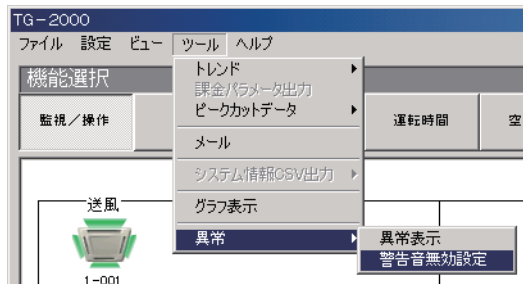 TG-2000
ファイル 設定 ビュー ツール ヘルプ
機能選択
監視/操作
運転時間
空
トレンド
課金パラメータ出力
ピークカットデータ
メール
システム情報CSV出力
グラフ表示
異常
異常表示
警告音無効設定
送風
1-001